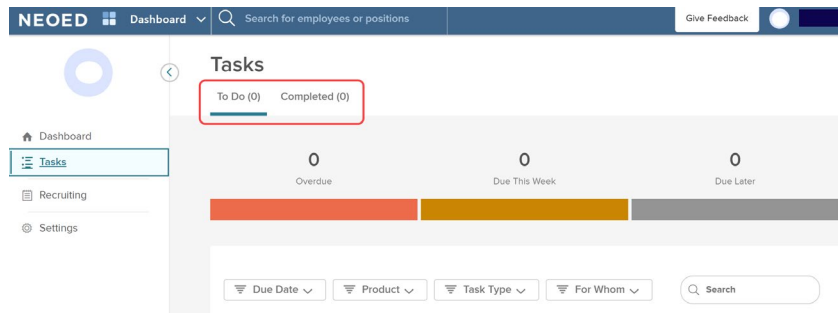 NEOED Dashboard Search for employees or positions Give Feedback
Tasks
To Do (0) Completed (0)
Dashboard
Tasks
Recruiting
Settings
0 0 0
Overdue Due This Week Due Later
Due Date Product Task Type For Whom Search